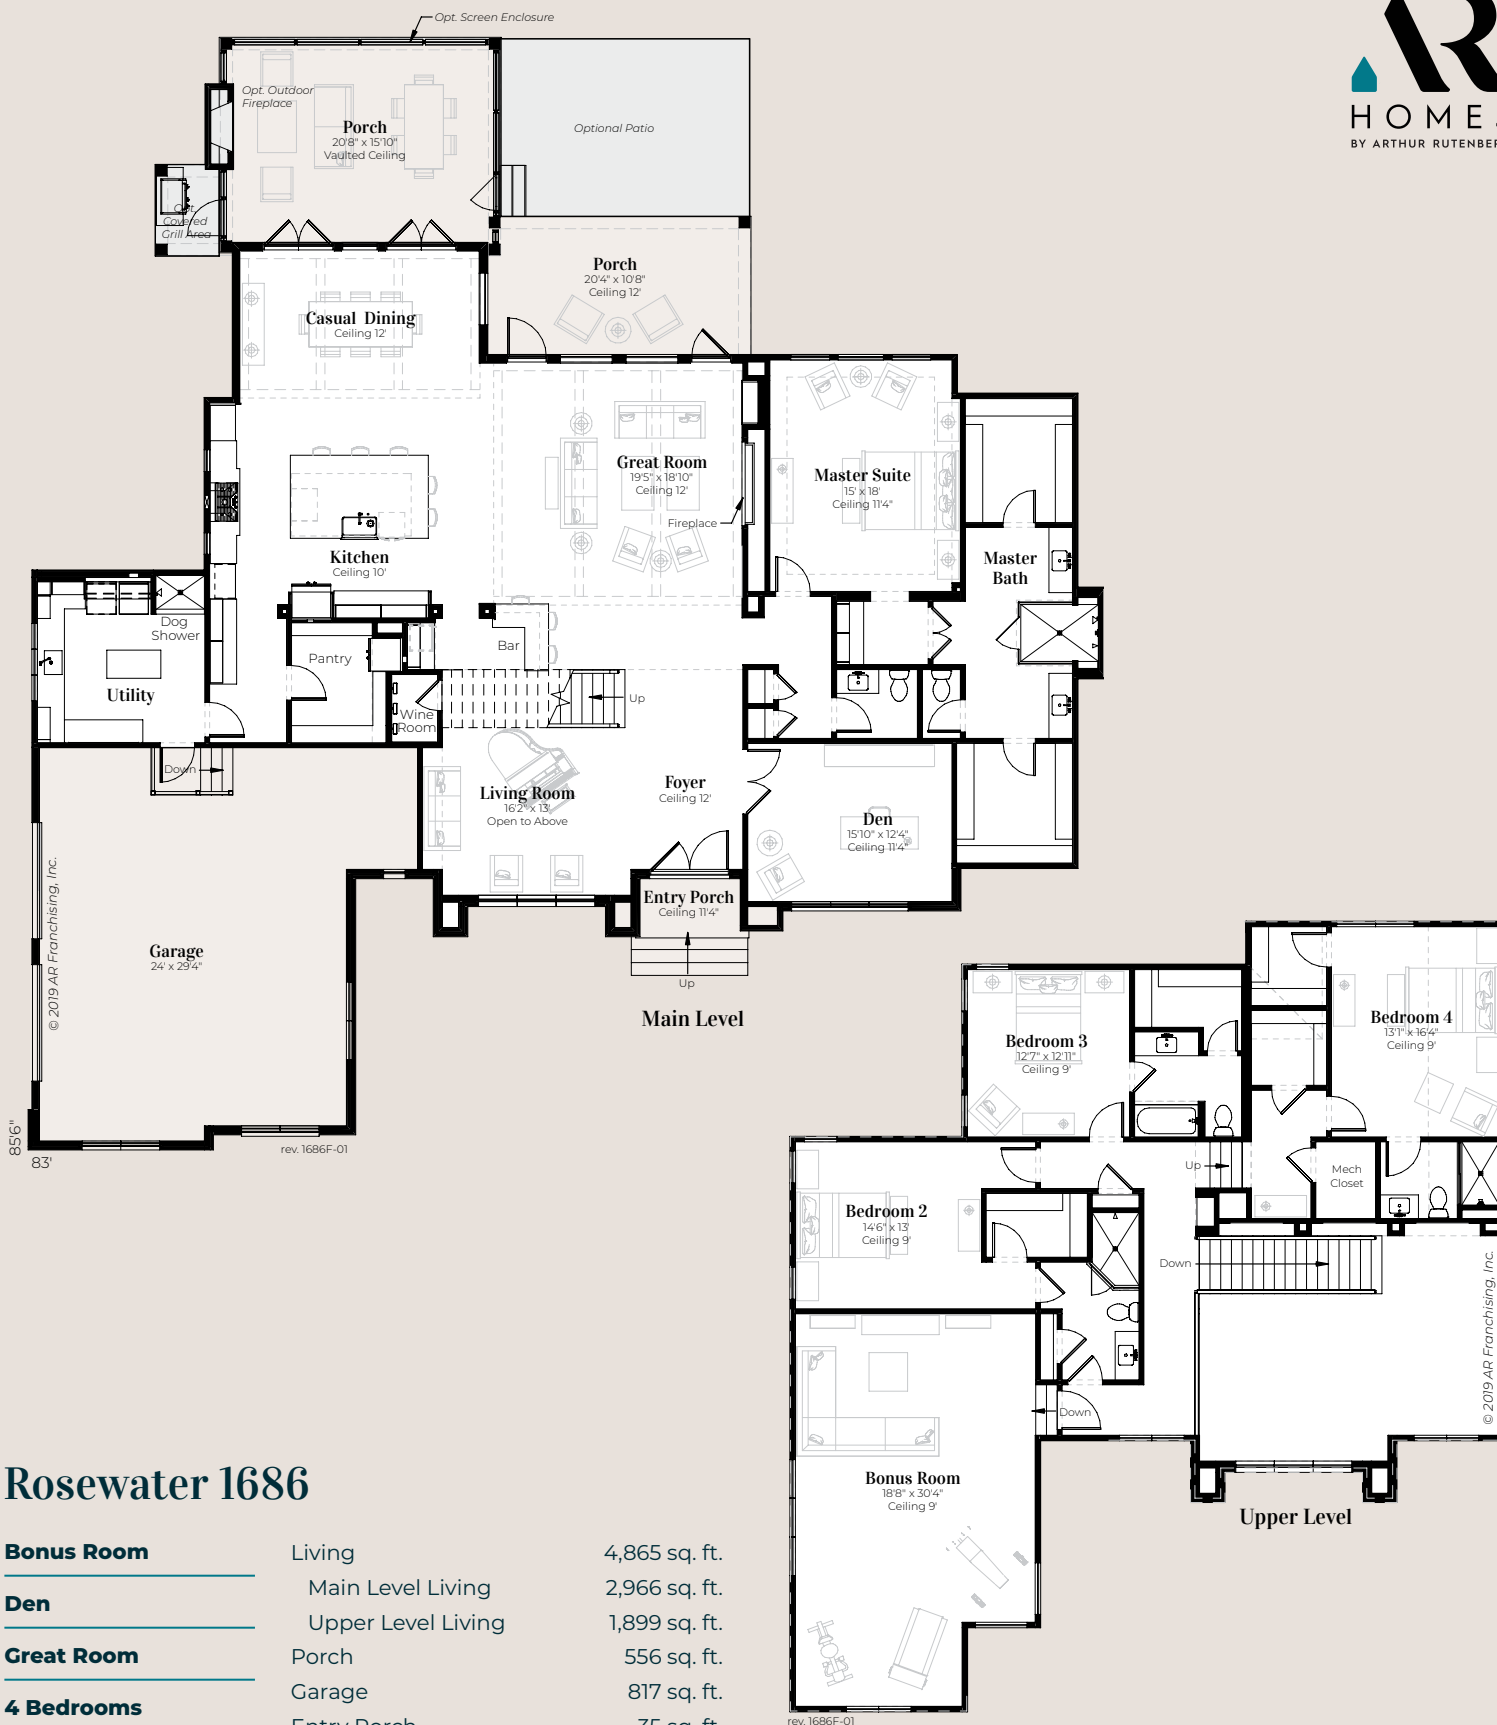 Opt. Screen Enclosure
AR
HOMES
BY ARTHUR RUTENBERG
Opt. Outdoor
Fireplace
Porch
20'8" x 15'10"
Vaulted Ceiling
Optional Patio
Opt.
Covered
Grill Area
Porch
20'4" x 10'8"
Ceiling 12'
Casual Dining
Ceiling 12'
Great Room
19'5" x 18'10"
Ceiling 12'
Fireplace
Master Suite
15' x 18'
Ceiling 11'4"
Kitchen
Ceiling 10'
Master
Bath
Dog
Shower
Utility
Pantry
Bar
Wine
Room
Up
Down
Living Room
16'2" x 13'
Open to Above
Foyer
Ceiling 12'
Den
15'10" x 12'4"
Ceiling 11'4"
Entry Porch
Ceiling 11'4"
Up
Main Level
Garage
24' x 29'4"
© 2019 AR Franchising, Inc.
85'6"
83'
rev. 1686F-01
Bedroom 3
12'7" x 12'11"
Ceiling 9'
Bedroom 4
13'1" x 16'4"
Ceiling 9'
Up
Mech
Closet
Bedroom 2
14'6" x 13'
Ceiling 9'
Down
Down
Bonus Room
18'8" x 30'4"
Ceiling 9'
© 2019 AR Franchising, Inc.
Upper Level
rev. 1686F-01
Rosewater 1686
Bonus Room
Den
Great Room
4 Bedrooms
Living 4,865 sq. ft.
Main Level Living 2,966 sq. ft.
Upper Level Living 1,899 sq. ft.
Porch 556 sq. ft.
Garage 817 sq. ft.
Entry Porch 35 sq. ft.